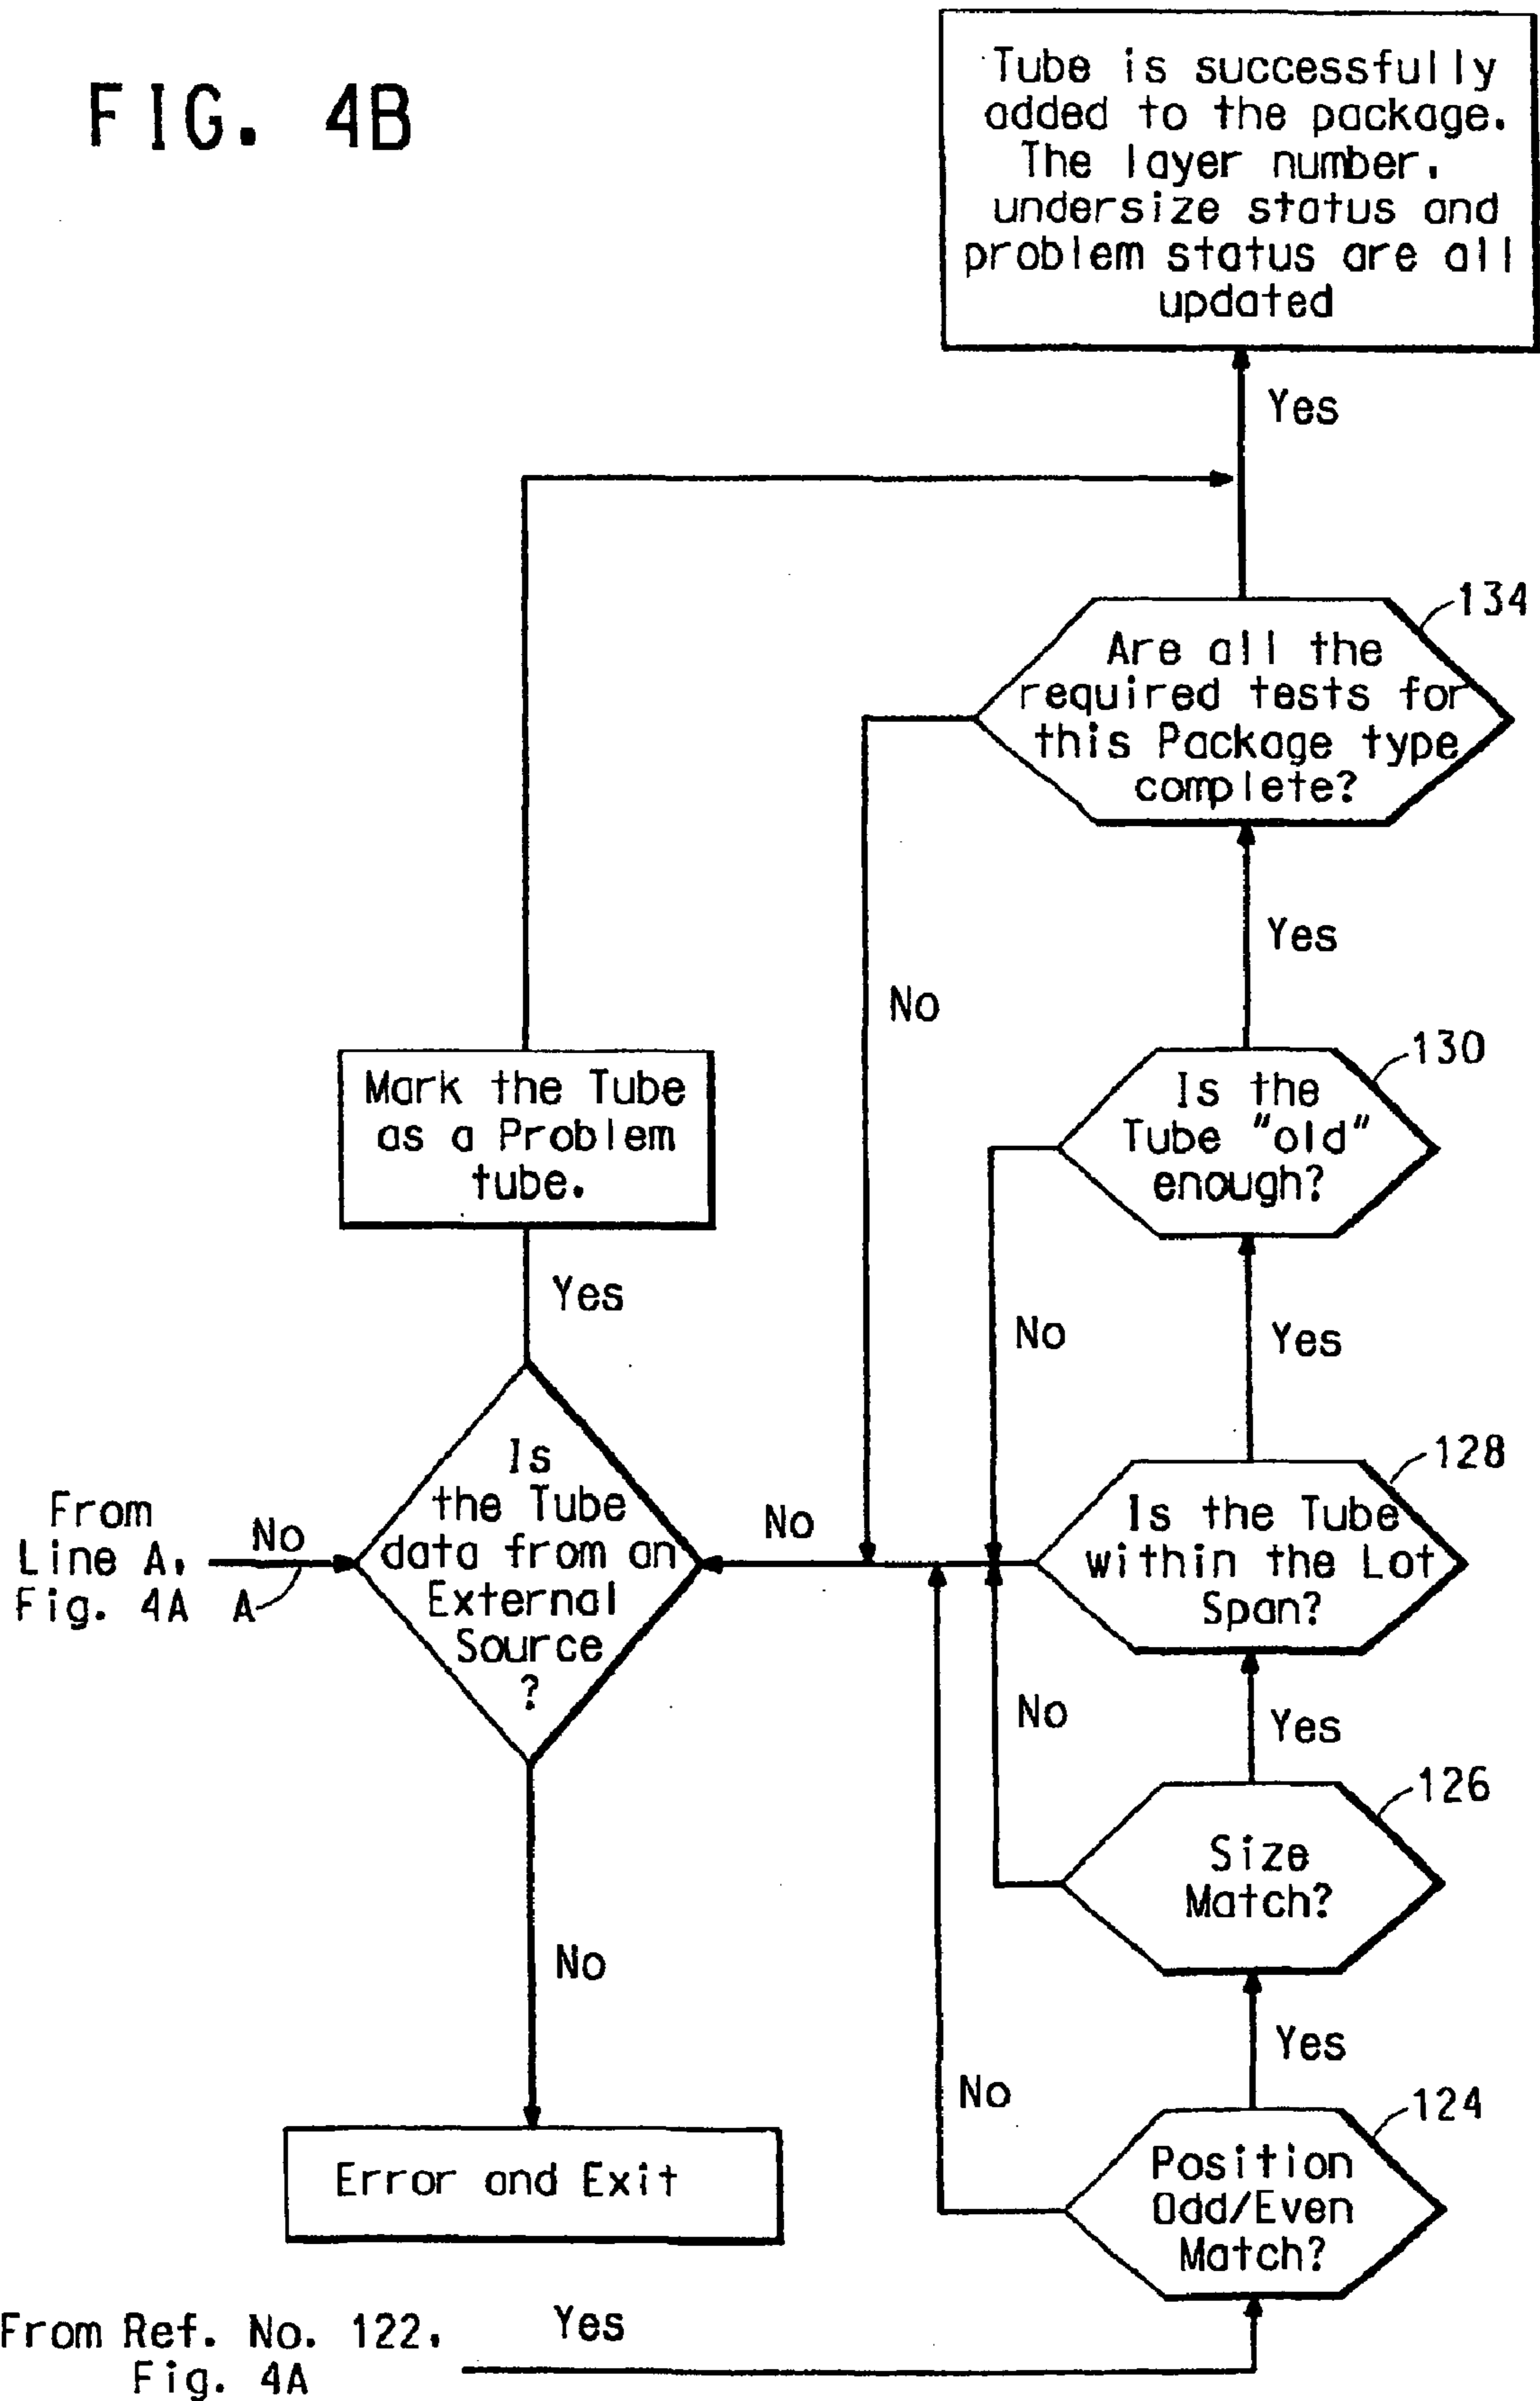 FIG. 4B
Tube is successfully
added to the package.
The layer number,
undersize status and
problem status are all
updated
Yes
134
Are all the
required tests for
this Package type
complete?
Yes
No
130
Is the
Tube "old"
enough?
Mark the Tube
as a Problem
tube.
Yes
No
Yes
128
Is the Tube
within the Lot
Span?
No
Is
the Tube
data from an
External
Source
?
From
Line A,
Fig. 4A
No
A
No
Yes
126
Size
Match?
No
Yes
No
124
Position
Odd/Even
Match?
Error and Exit
From Ref. No. 122,
Fig. 4A
Yes